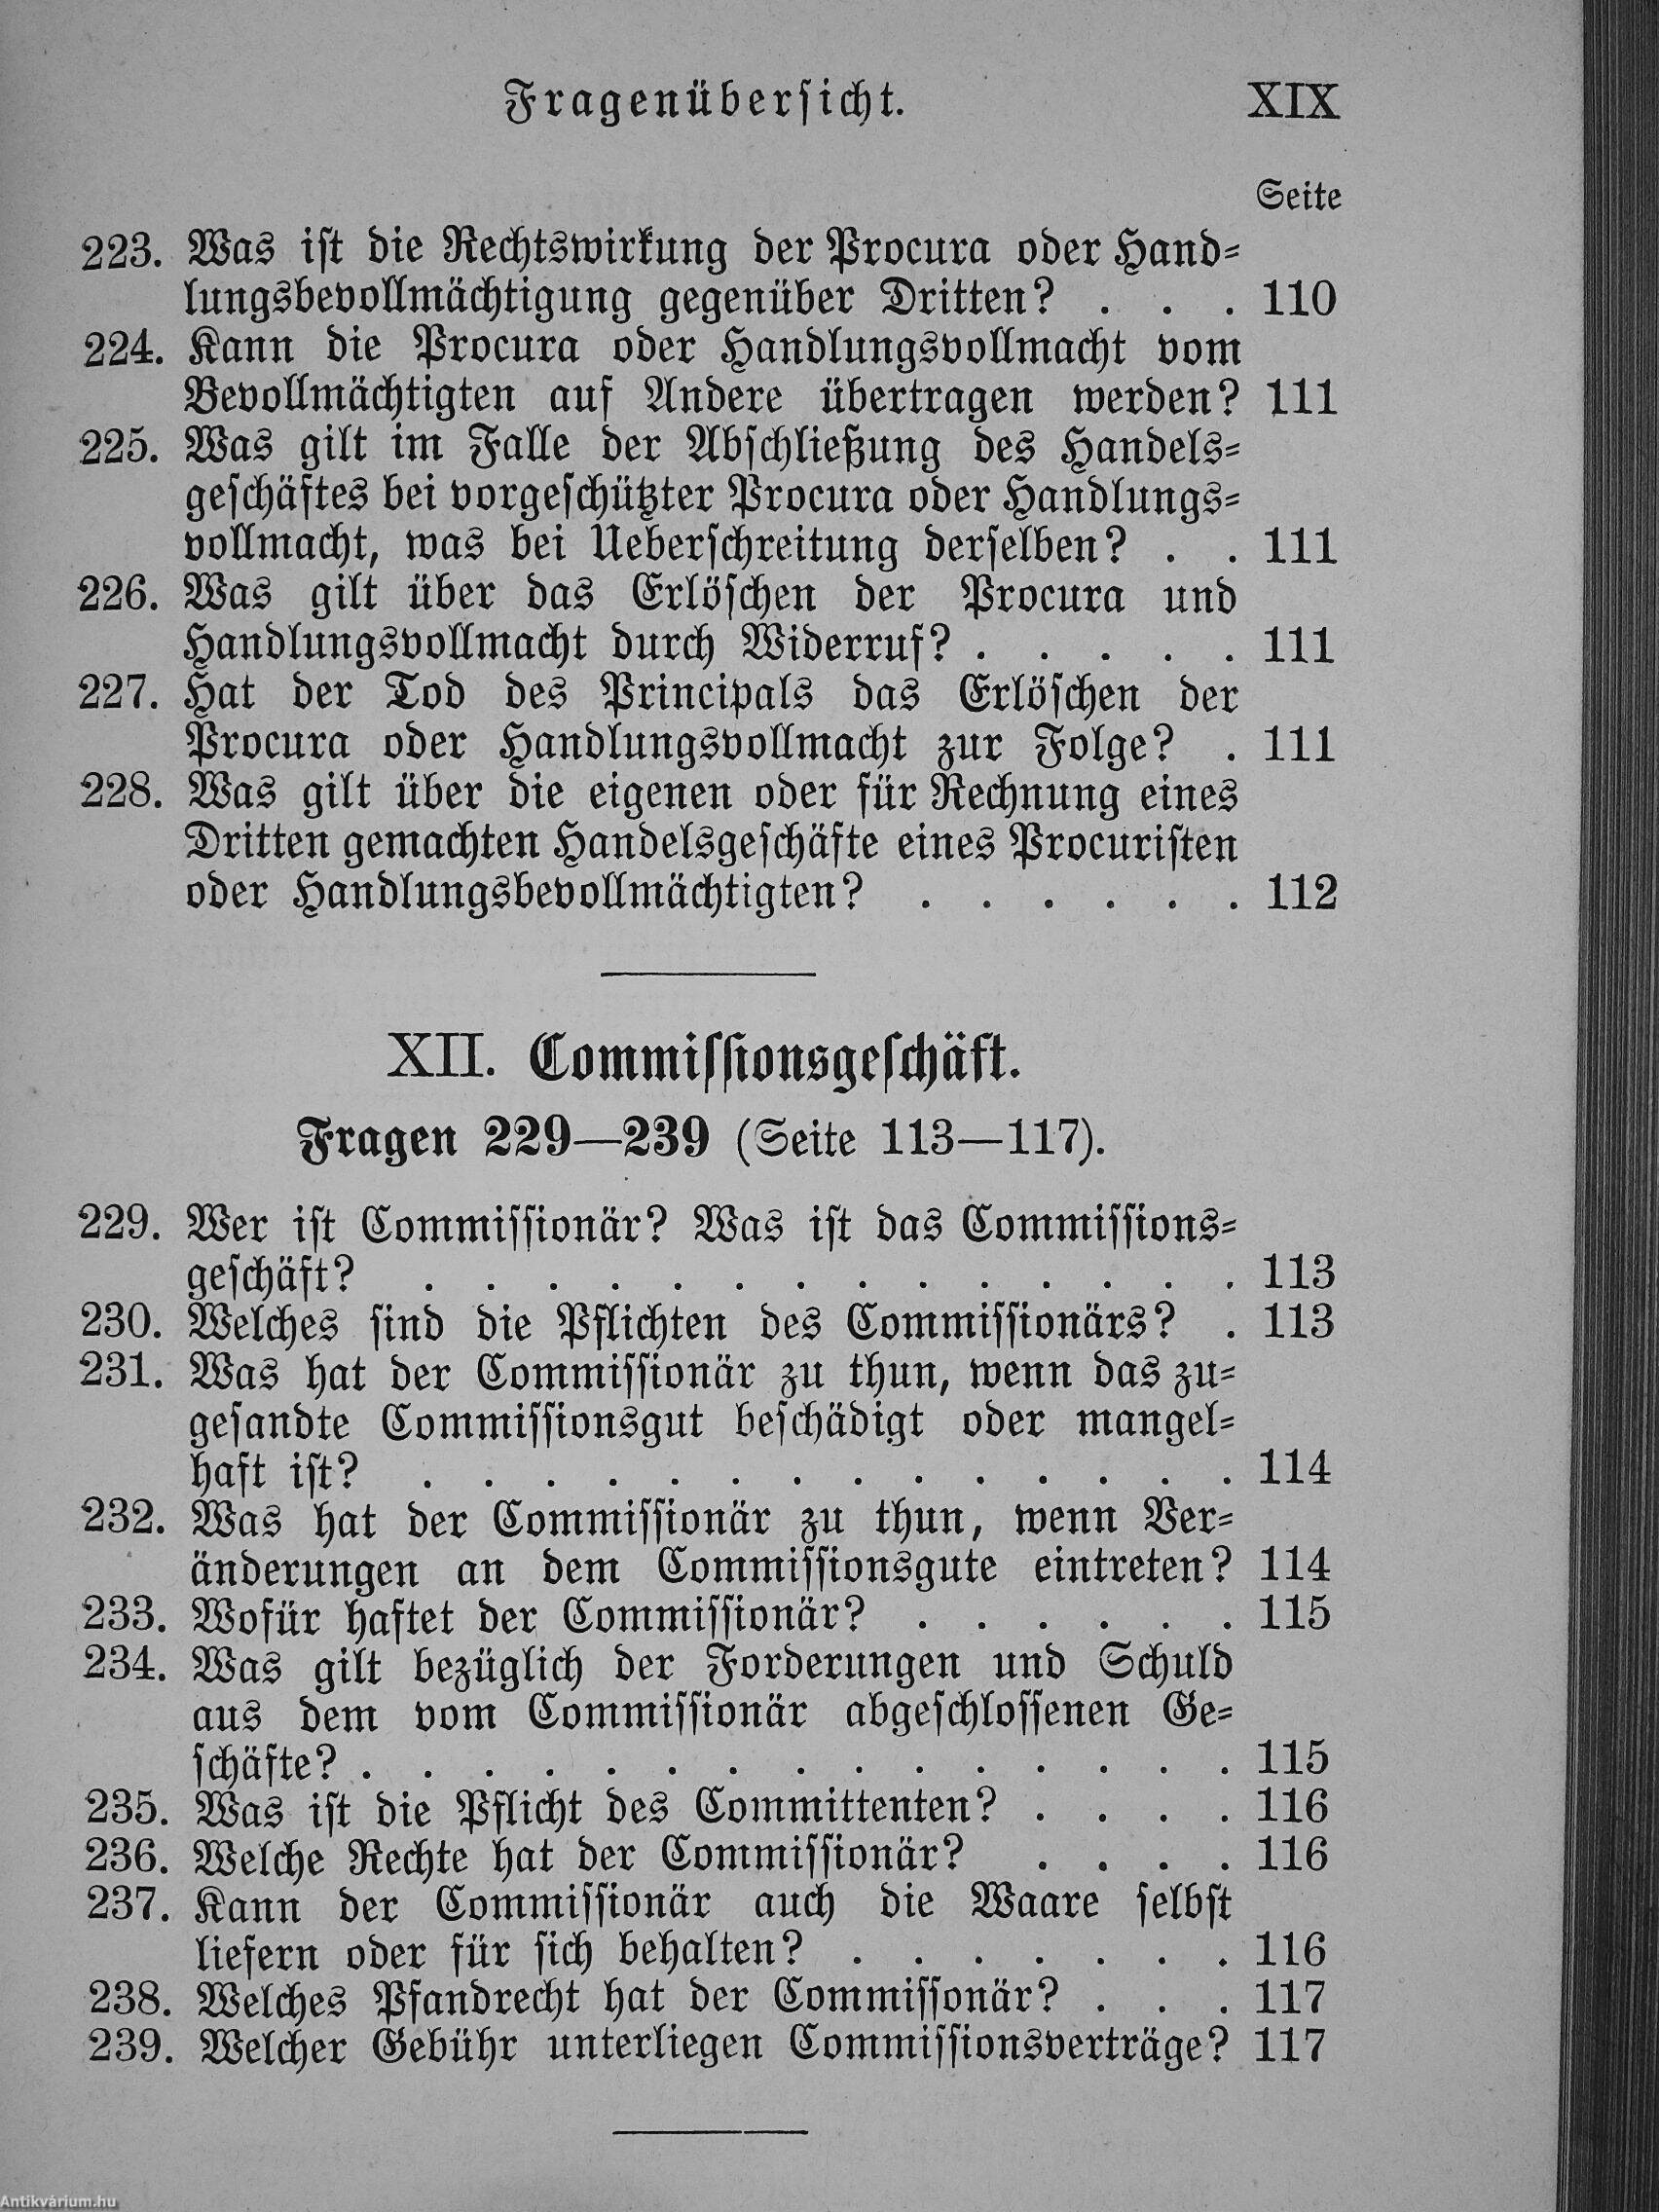 Fragenübersicht. XIX
Seite
223. Was ist die Rechtswirkung der Procura oder Hand-
lungsbevollmächtigung gegenüber Dritten? . . . 110
224. Kann die Procura oder Handlungsvollmacht vom
Bevollmächtigten auf Andere übertragen werden? 111
225. Was gilt im Falle der Abschließung des Handels-
geschäftes bei vorgeschützter Procura oder Handlungs-
vollmacht, was bei Ueberschreitung derselben? . . 111
226. Was gilt über das Erlöschen der Procura und
Handlungsvollmacht durch Widerruf? . . . . . 111
227. Hat der Tod des Principals das Erlöschen der
Procura oder Handlungsvollmacht zur Folge? . 111
228. Was gilt über die eigenen oder für Rechnung eines
Dritten gemachten Handelsgeschäfte eines Procuristen
oder Handlungsbevollmächtigten? . . . . . . 112
XII. Commissionsgeschäft.
Fragen 229—239 (Seite 113—117).
229. Wer ist Commissionär? Was ist das Commissions-
geschäft? . . . . . . . . . . . . . . 113
230. Welches sind die Pflichten des Commissionärs? . 113
231. Was hat der Commissionär zu thun, wenn das zu-
gesandte Commissionsgut beschädigt oder mangel-
haft ist? . . . . . . . . . . . . . . 114
232. Was hat der Commissionär zu thun, wenn Ver-
änderungen an dem Commissionsgute eintreten? 114
233. Wofür haftet der Commissionär? . . . . . . 115
234. Was gilt bezüglich der Forderungen und Schuld
aus dem vom Commissionär abgeschlossenen Ge-
schäfte? . . . . . . . . . . . . . . . 115
235. Was ist die Pflicht des Committenten? . . . . 116
236. Welche Rechte hat der Commissionär? . . . . 116
237. Kann der Commissionär auch die Waare selbst
liefern oder für sich behalten? . . . . . . . 116
238. Welches Pfandrecht hat der Commissonär? . . . 117
239. Welcher Gebühr unterliegen Commissionsverträge? 117
Antikvárium.hu